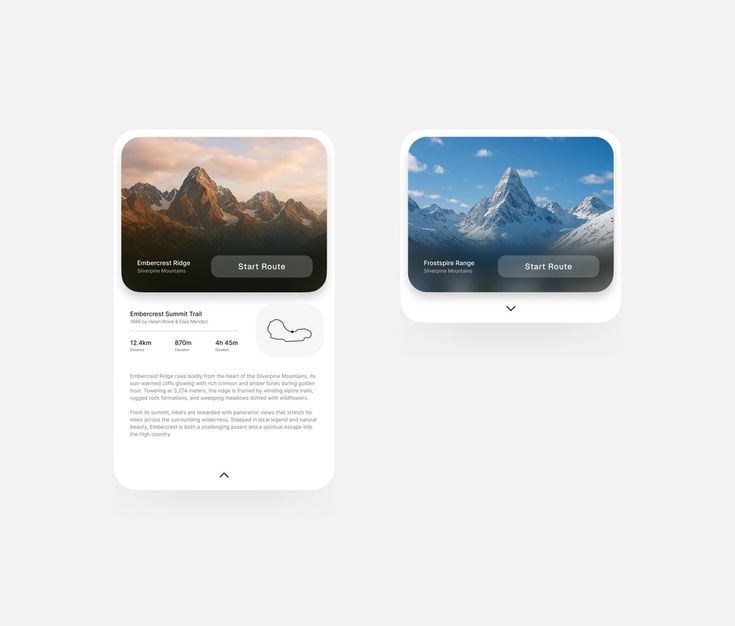 Embercrest Ridge
Silverpine Mountains
Start Route
Embercrest Summit Trail
1896 by Helen Rowe & Elias Mendez
12.4km
Distance
870m
Elevation
4h 45m
Duration
Embercrest Ridge rises boldly from the heart of the Silverpine Mountains, its
sun-warmed cliffs glowing with rich crimson and amber tones during golden
hour. Towering at 3,274 meters, the ridge is framed by winding alpine trails,
rugged rock formations, and sweeping meadows dotted with wildflowers.
From its summit, hikers are rewarded with panoramic views that stretch for
miles across the surrounding wilderness. Steeped in local legend and natural
beauty, Embercrest is both a challenging ascent and a spiritual escape into
the high country.
Frostspire Range
Silverpine Mountains
Start Route